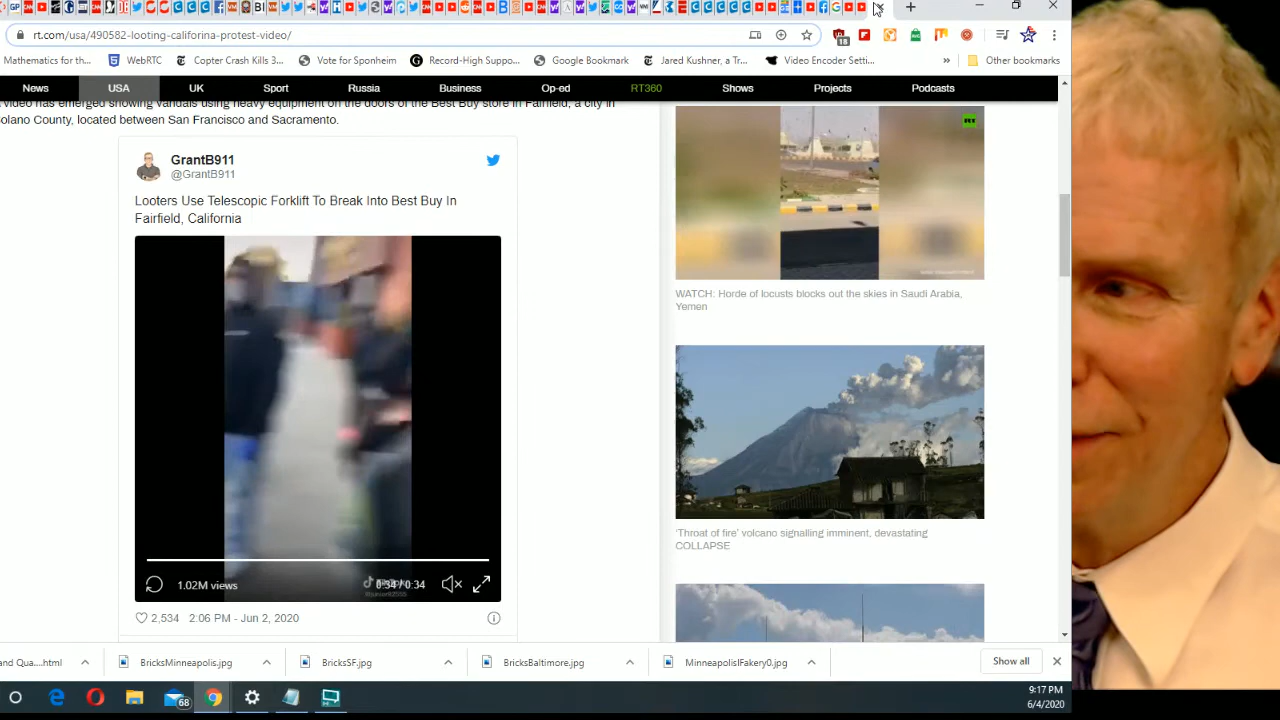 rt.com/usa/490582-looting-califorina-protest-video/
15
Mathematics for th...
WebRTC
Copter Crash Kills 3...
Vote for Sponheim
Record-High Suppo...
Google Bookmark
Jared Kushner, a Tr...
Video Encoder Setti...
»
Other bookmarks
News
USA
UK
Sport
Russia
Business
Op-ed
RT360
Shows
Projects
Podcasts
video has emerged showing vandals using heavy equipment on the doors of the Best Buy store in Fairfield, a city in
olano County, located between San Francisco and Sacramento.
GrantB911
@GrantB911
Looters Use Telescopic Forklift To Break Into Best Buy In
Fairfield, California
1.02M views
0:34 / 0:34
2,534 2:06 PM - Jun 2, 2020
RT
WATCH: Horde of locusts blocks out the skies in Saudi Arabia,
Yemen
'Throat of fire' volcano signalling imminent, devastating
COLLAPSE
and Qua....html
BricksMinneapolis.jpg
BricksSF.jpg
BricksBaltimore.jpg
MinneapolisIFakery0.jpg
Show all
68
9:17 PM
6/4/2020